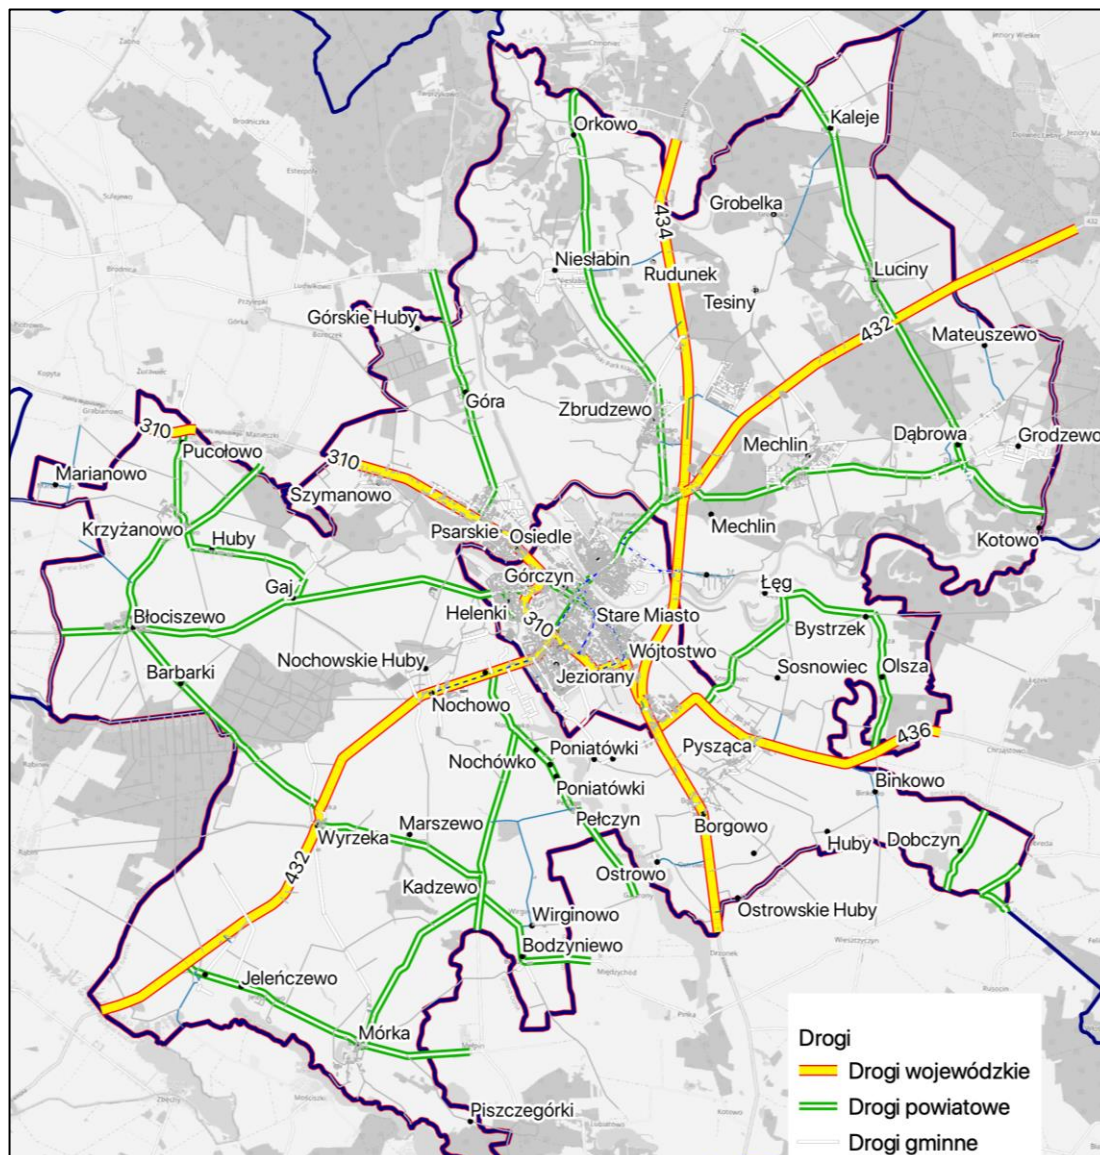 Orkowo
Kaleje
Grobelka
434
Niesłabin
Rudunek
Luciny
432
Tesiny
Górskie Huby
432
Mateuszewo
Góra
Zbrudzewo
310
Pucołowo
Mechlin
Dąbrowa
Grodzewo
Marianowo
310
Szymanowo
Krzyżanowo
Huby
Psarskie
Osiedle
Mechlin
Kotowo
Gaj
Górczyn
Łęg
Błociszewo
Helenki
310
Stare Miasto
Bystrzek
Nochowskie Huby
Wójtostwo
Barbarki
Jeziorany
Sosnowiec
Olsza
Nochowo
436
Nochówko
Poniatówki
Pysząca
Poniatówki
Binkowo
Pełczyn
Wyrzeka
Marszewo
Borgowo
Huby
Dobczyn
432
Kadzewo
Ostrowo
Wirginowo
Ostrowskie Huby
Bodzyniewo
Jeleńczewo
Mórka
Piszczegórki
Drogi
Drogi wojewódzkie
Drogi powiatowe
Drogi gminne